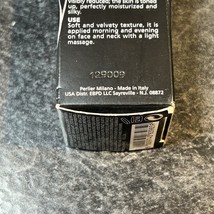 visibly reduced; the skin is toned
up, perfectly moisturized and
silky.
USE
Soft and velvety texture, it is
applied morning and evening
on face and neck with a light
massage.
129009
Perlier Milano - Made in Italy
USA Distr. EBPD LLC Sayreville - N.J. 08872